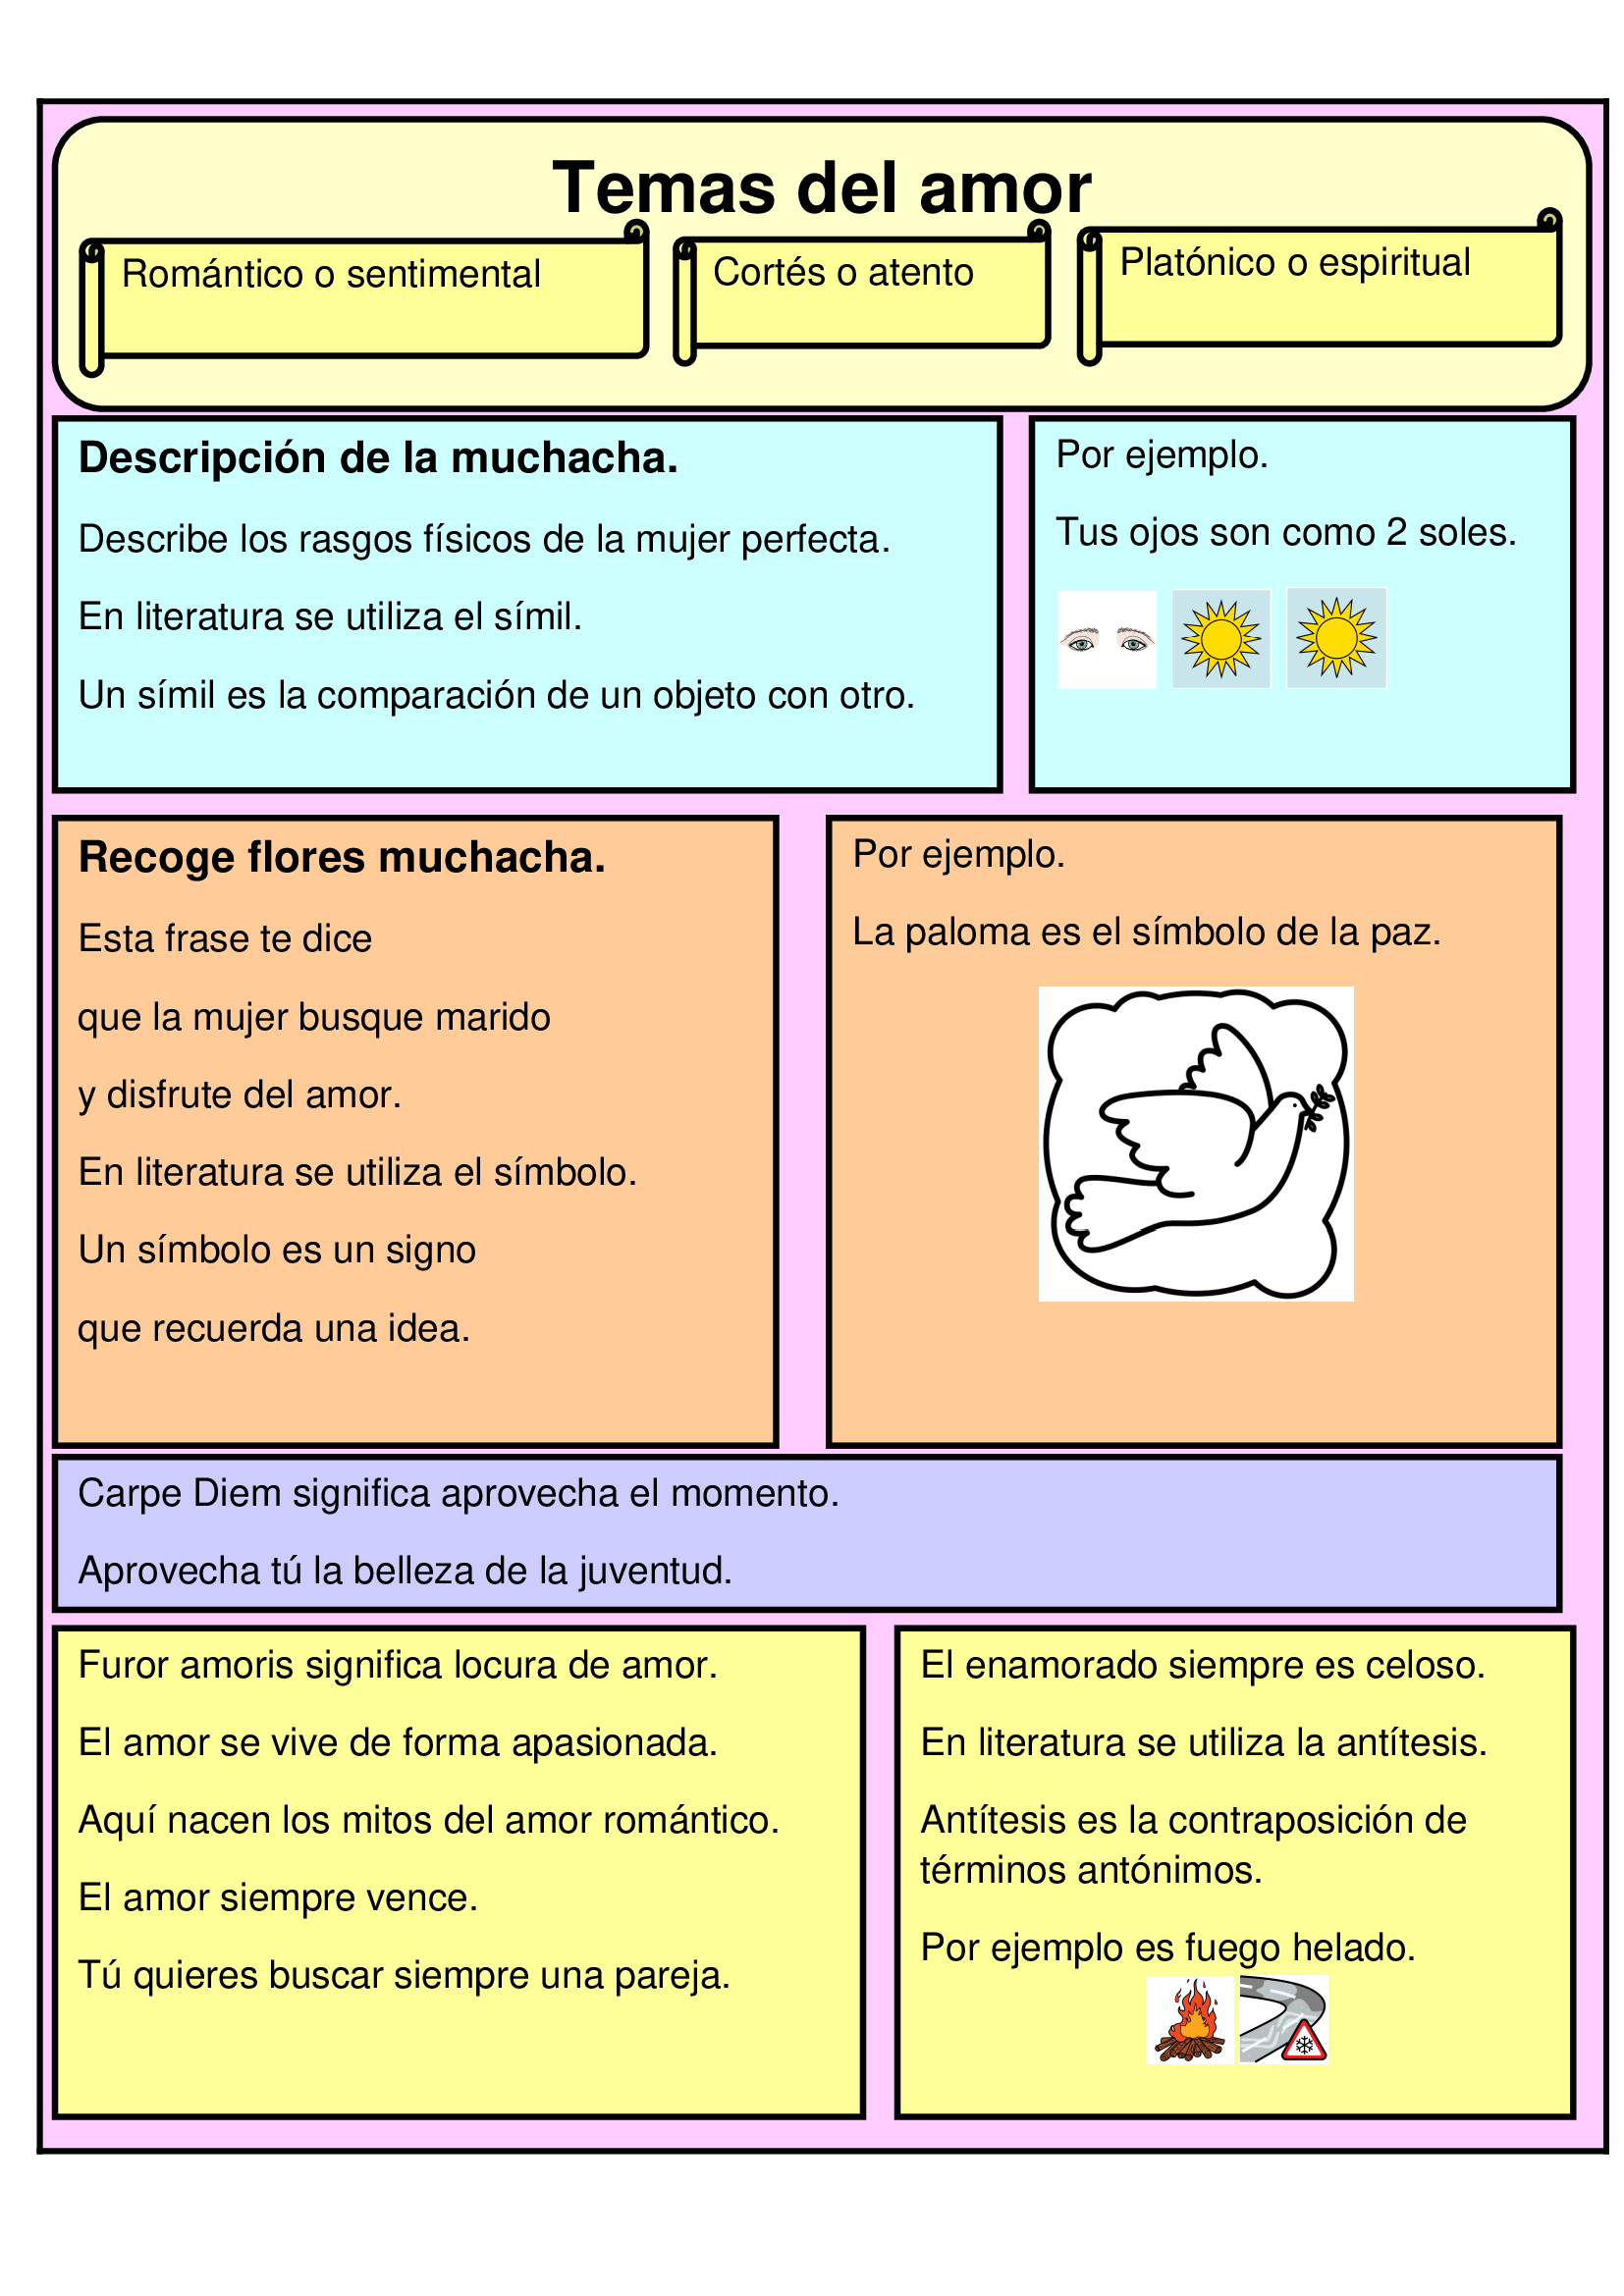 Temas del amor
Romántico o sentimental
Cortés o atento
Platónico o espiritual
Descripción de la muchacha.
Describe los rasgos físicos de la mujer perfecta.
En literatura se utiliza el símil.
Un símil es la comparación de un objeto con otro.
Por ejemplo.
Tus ojos son como 2 soles.
Recoge flores muchacha.
Esta frase te dice
que la mujer busque marido
y disfrute del amor.
En literatura se utiliza el símbolo.
Un símbolo es un signo
que recuerda una idea.
Por ejemplo.
La paloma es el símbolo de la paz.
Carpe Diem significa aprovecha el momento.
Aprovecha tú la belleza de la juventud.
Furor amoris significa locura de amor.
El amor se vive de forma apasionada.
Aquí nacen los mitos del amor romántico.
El amor siempre vence.
Tú quieres buscar siempre una pareja.
El enamorado siempre es celoso.
En literatura se utiliza la antítesis.
Antítesis es la contraposición de
términos antónimos.
Por ejemplo es fuego helado.